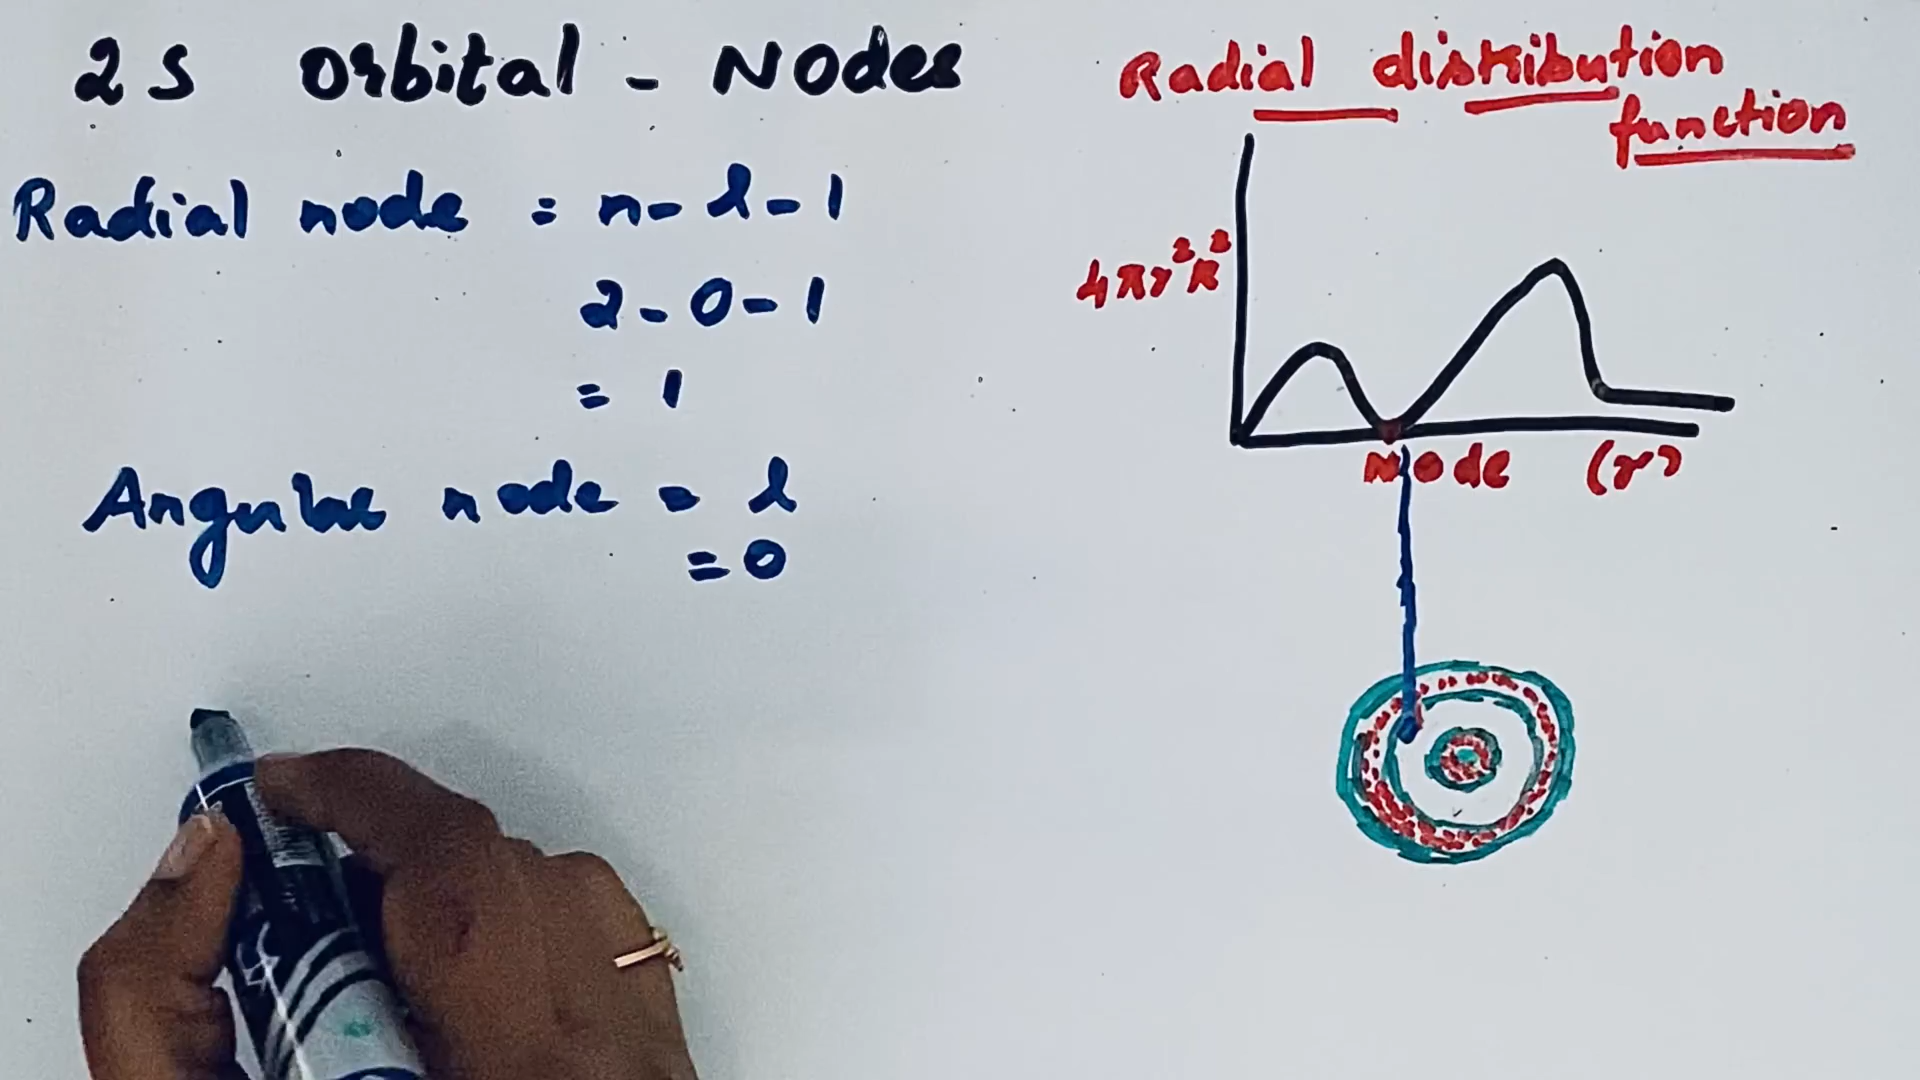 2s orbital - Nodes
Radial node = n - l - 1
2 - 0 - 1
= 1
Angular node = l
= 0
Radial distribution
function
4πr²R²
Node (r)